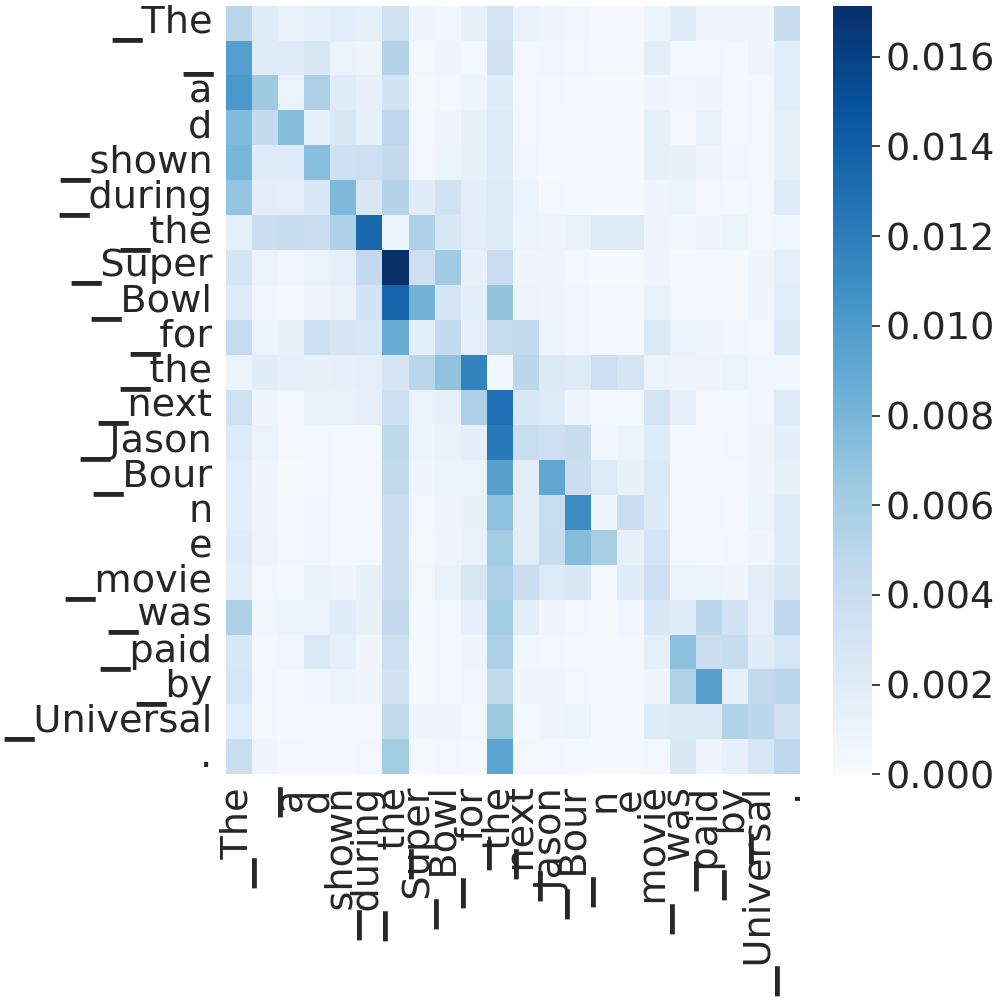 _The
_
a
d
_shown
_during
_the
_Super
_Bowl
_for
_the
_next
_Jason
_Bour
n
e
_movie
_was
_paid
_by
_Universal
.
_The
_
a
d
_shown
_during
_the
_Super
_Bowl
_for
_the
_next
_Jason
_Bour
n
e
_movie
_was
_paid
_by
_Universal
.
0.016
0.014
0.012
0.010
0.008
0.006
0.004
0.002
0.000